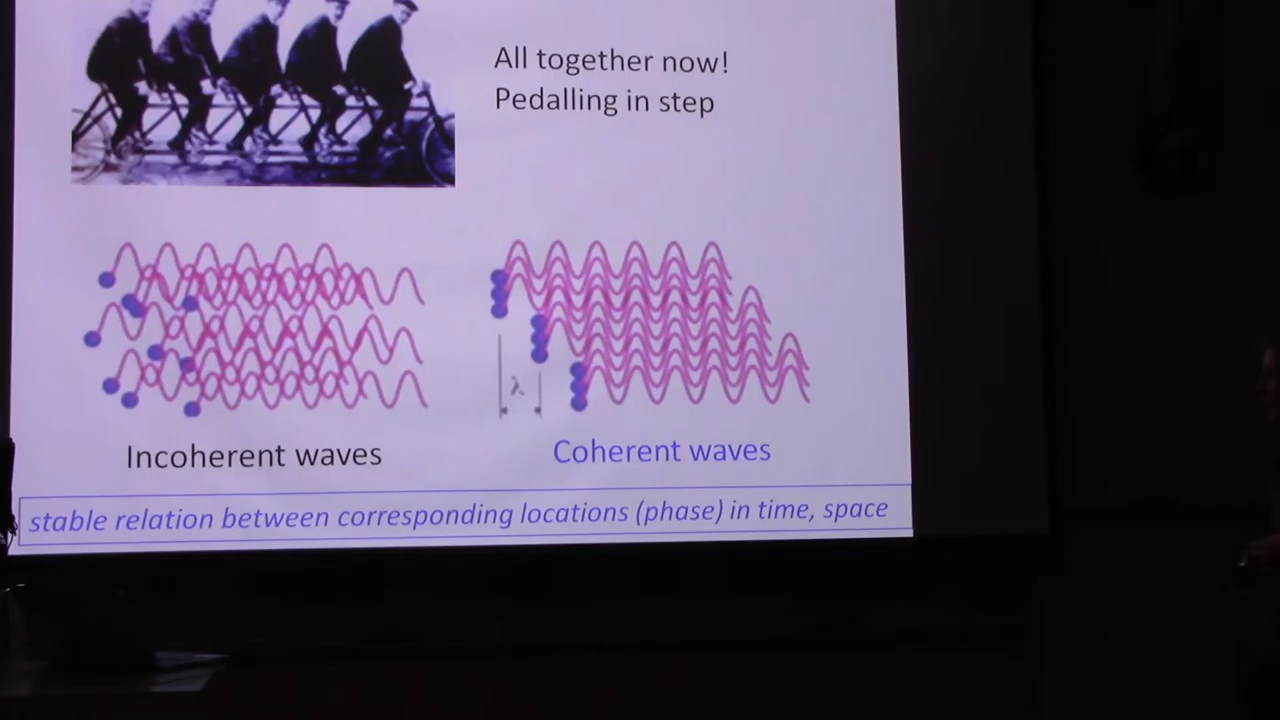 All together now!
Pedalling in step
λ
Incoherent waves
Coherent waves
stable relation between corresponding locations (phase) in time, space